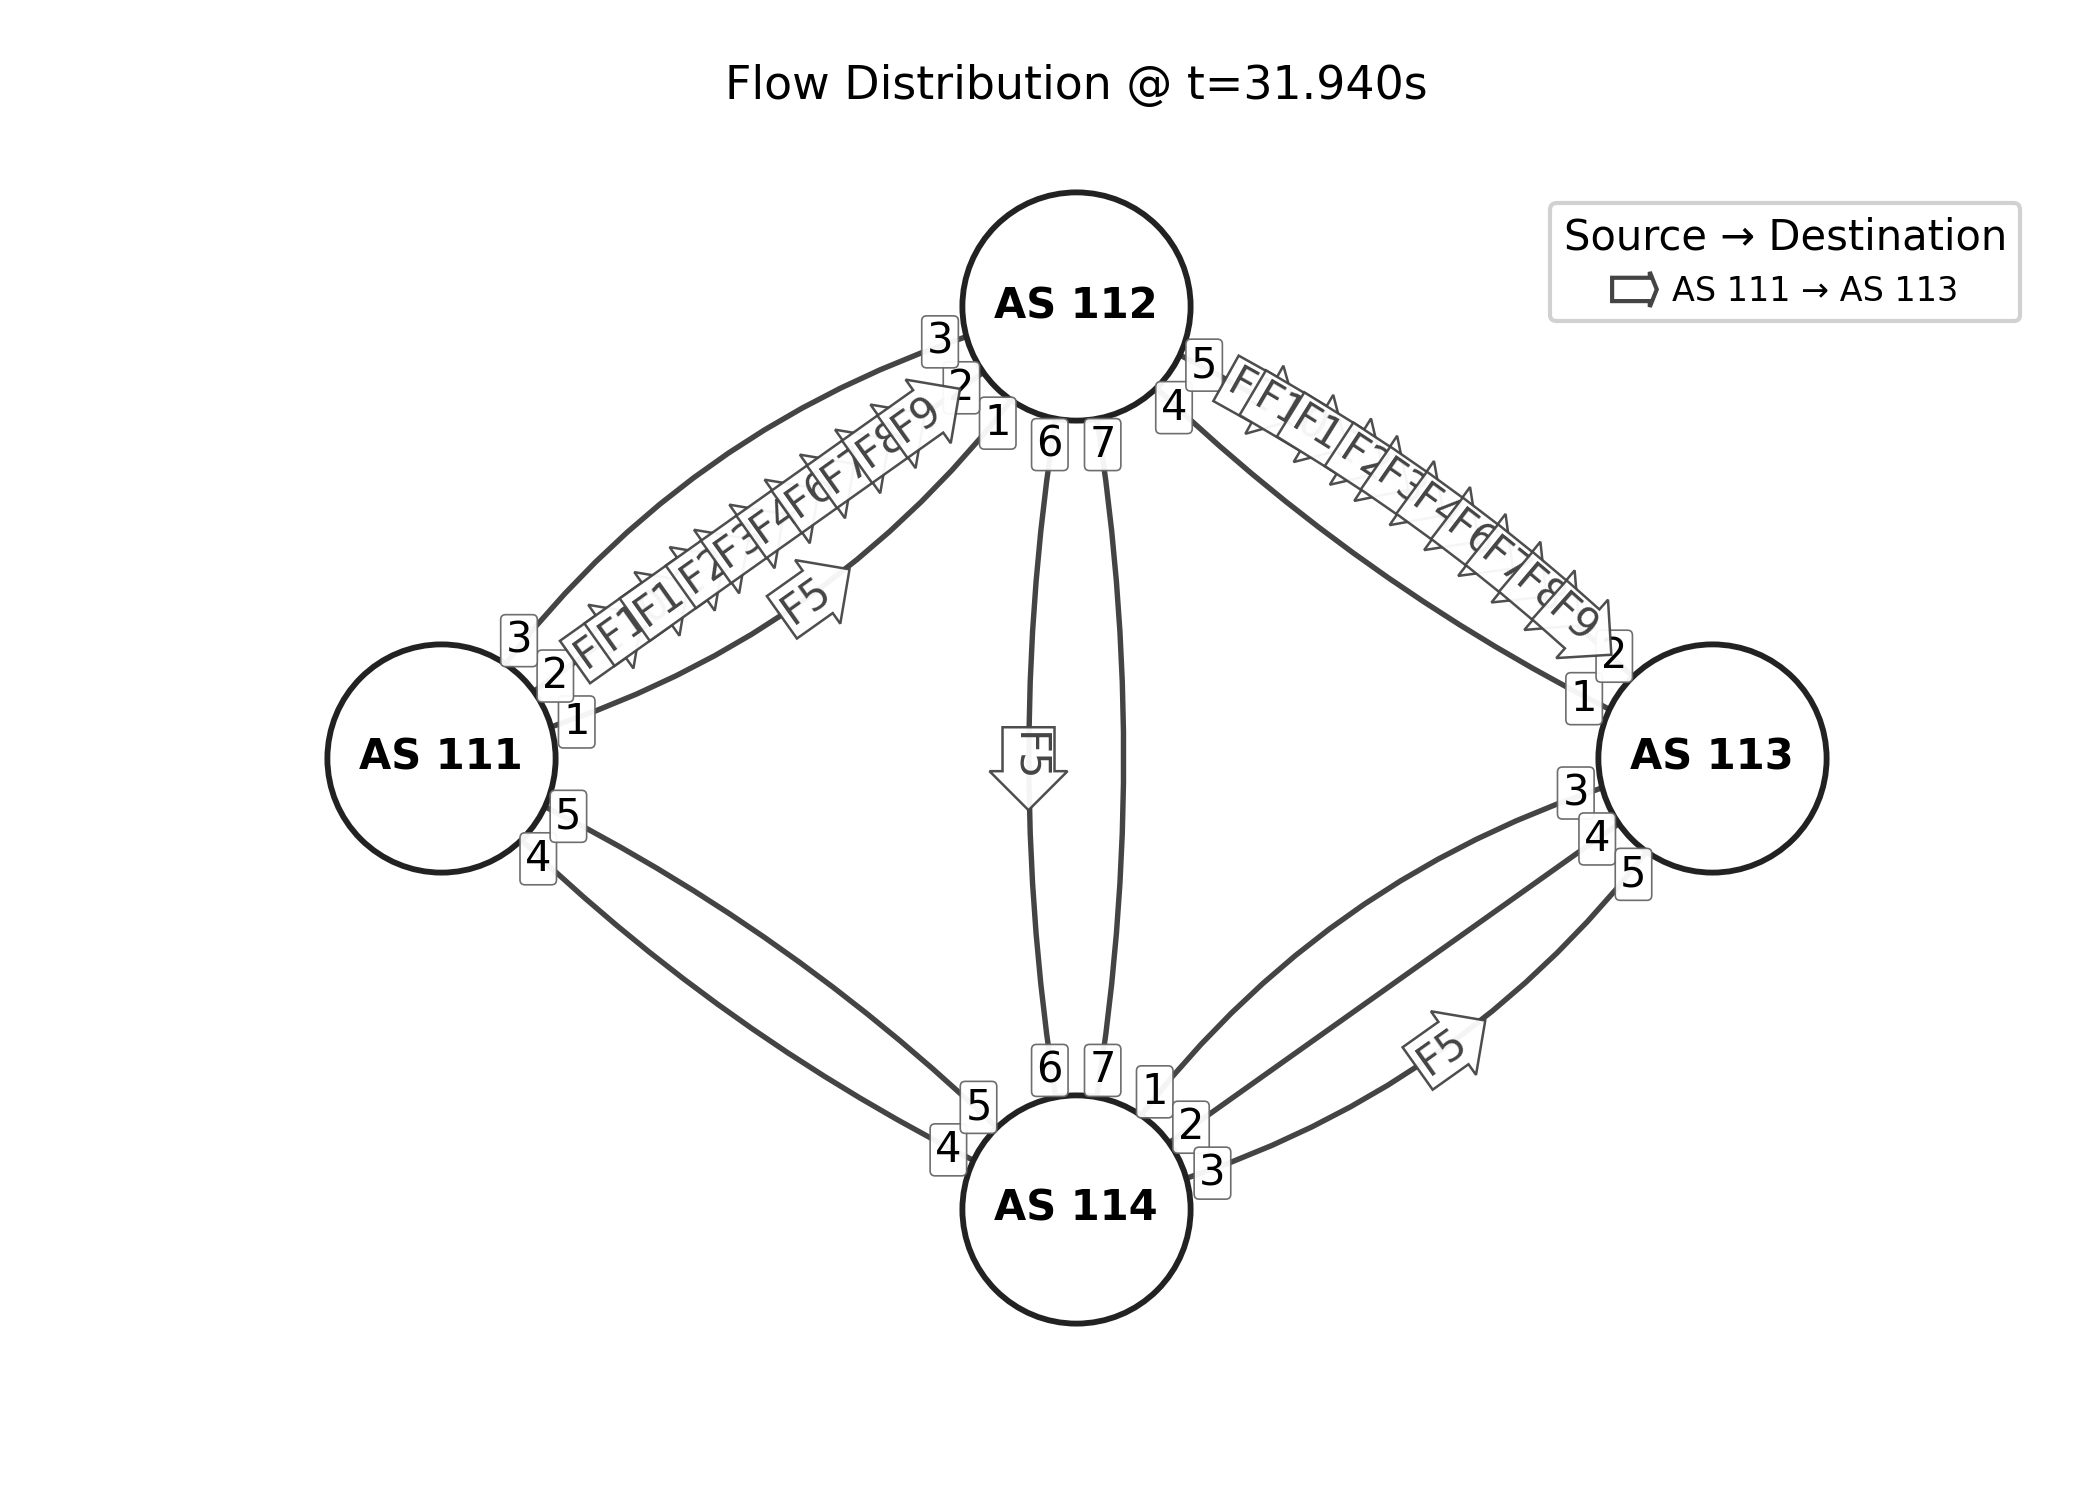 Flow Distribution @ t=31.940s
Source → Destination
AS 111 → AS 113
AS 112
3
2
1
6
7
4
5
F9
F8
F7
F6
F4
F3
F2
F1
F5
F2
F3
F4
F6
F7
F8
F9
3
2
1
AS 111
5
4
F5
2
1
AS 113
3
4
5
F5
6
7
5
4
1
2
3
AS 114